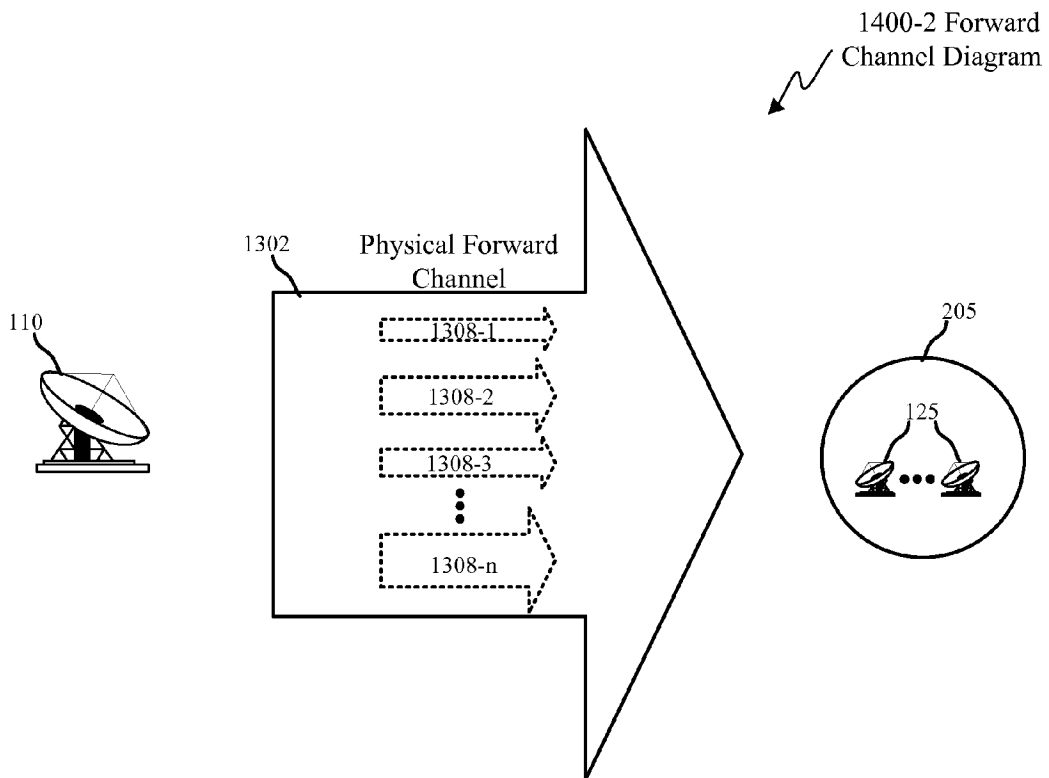 1400-2 Forward
Channel Diagram
1302
Physical Forward
Channel
110
1308-1
205
1308-2
125
1308-3
1308-n